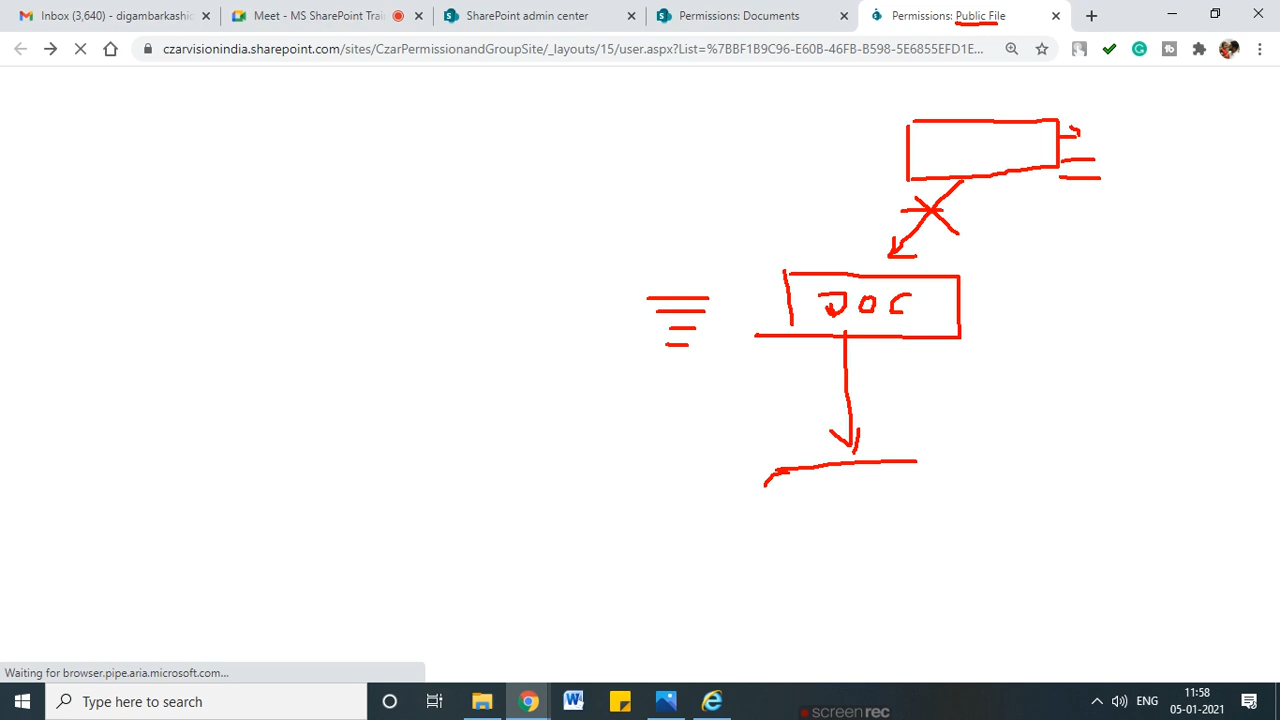 Inbox (3,640) - digambarkashic
Meet - MS SharePoint Trai
SharePoint admin center
Permissions: Documents
Permissions: Public File
czarvisionindia.sharepoint.com/sites/CzarPermissionandGroupSite/_layouts/15/user.aspx?List=%7BBF1B9C96-E60B-46FB-B598-5E6855EFD1E...
DOC
Waiting for browser.pipe.aria.microsoft.com...
Type here to search
ENG
11:58
05-01-2021
screenrec